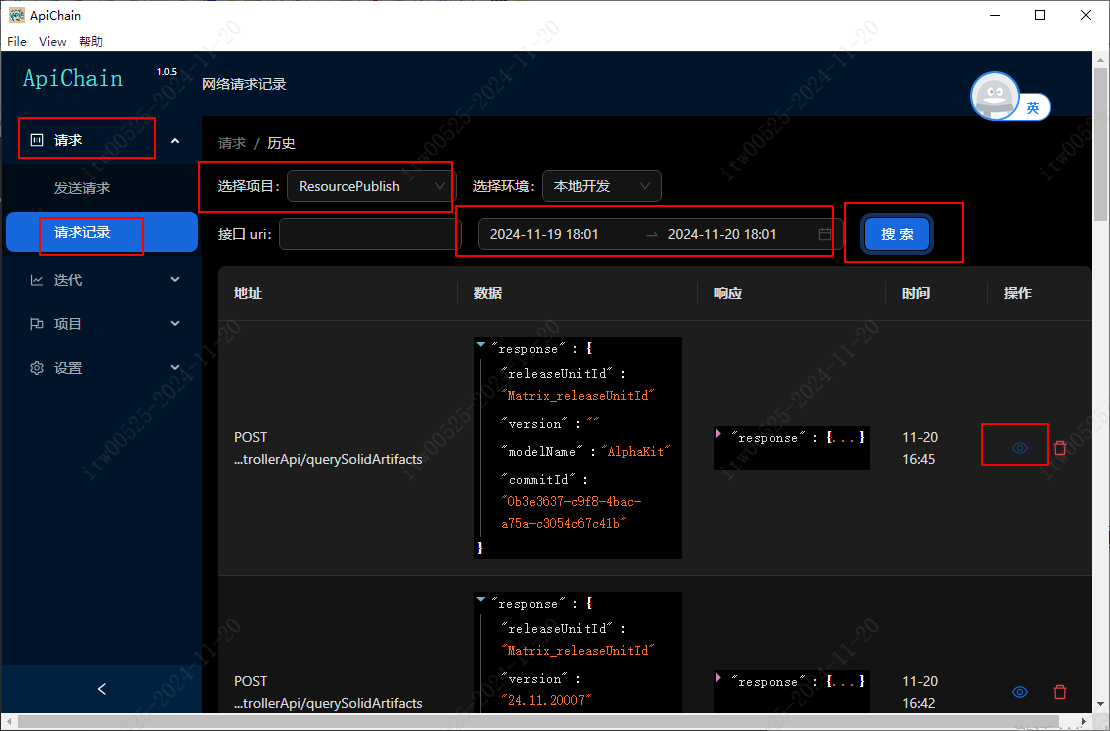 ApiChain
File View 帮助
ApiChain 1.0.5
网络请求记录
英
请求
发送请求
请求记录
迭代
项目
设置
请求 / 历史
选择项目: ResourcePublish 选择环境: 本地开发
接口 uri: 2024-11-19 18:01 → 2024-11-20 18:01 搜 索
地址 数据 响应 时间 操作
POST
...trollerApi/querySolidArtifacts
"response" : {
"releaseUnitId" :
"Matrix_releaseUnitId"
"version" : ""
"modelName" : "AlphaKit"
"commitId" :
"0b3e3637-c9f8-4bac-
a75a-c3054c67c41b"
}
"response" : {...}
11-20
16:45
POST
...trollerApi/querySolidArtifacts
"response" : {
"releaseUnitId" :
"Matrix_releaseUnitId"
"version" :
"24.11.20007"
"response" : {...}
11-20
16:42
itw00525-2024-11-20